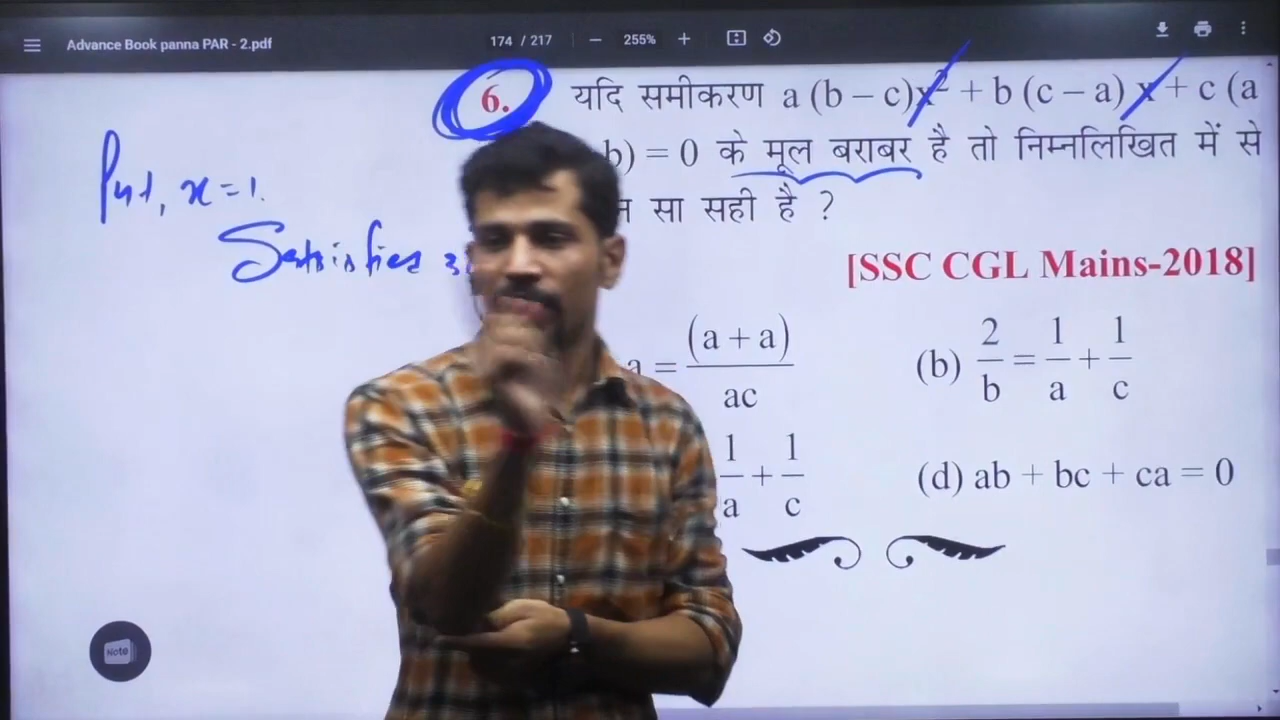 Advance Book panna PAR - 2.pdf
174 / 217
255%
6. यदि समीकरण a (b – c)x² + b (c – a) x + c (a
b) = 0 के मूल बराबर है तो निम्नलिखित में से
सा सही है ?
[SSC CGL Mains-2018]
Put, x = 1.
Satisfies
a = (a + a)/ac
(b) 2/b = 1/a + 1/c
1/a + 1/c
(d) ab + bc + ca = 0
Note